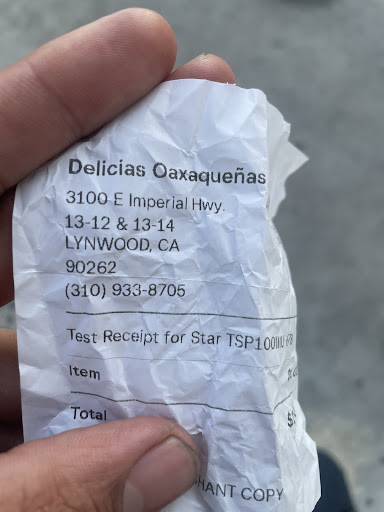 Delicias Oaxaqueñas
3100 E Imperial Hwy.
13-12 & 13-14
LYNWOOD, CA
90262
(310) 933-8705
Test Receipt for Star
Item
Total
COPY